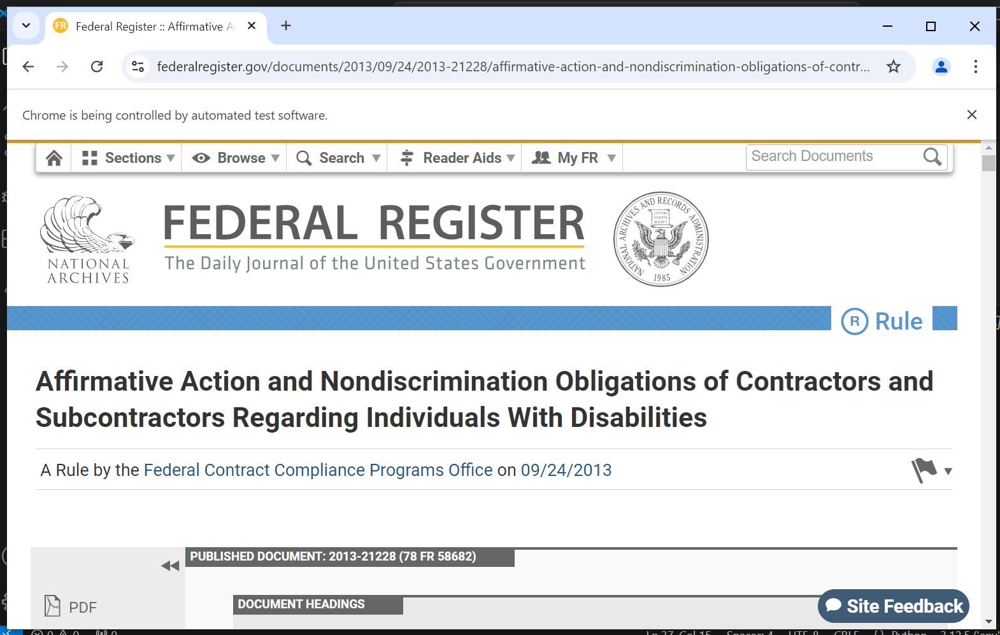 Federal Register :: Affirmative A
federalregister.gov/documents/2013/09/24/2013-21228/affirmative-action-and-nondiscrimination-obligations-of-contr...
Chrome is being controlled by automated test software.
Sections Browse Search Reader Aids My FR Search Documents
NATIONAL
ARCHIVES
FEDERAL REGISTER
The Daily Journal of the United States Government
NATIONAL ARCHIVES AND RECORDS ADMINISTRATION
LITTERA
SCRIPTA
MANET
1985
R Rule
Affirmative Action and Nondiscrimination Obligations of Contractors and
Subcontractors Regarding Individuals With Disabilities
A Rule by the Federal Contract Compliance Programs Office on 09/24/2013
PUBLISHED DOCUMENT: 2013-21228 (78 FR 58682)
PDF
DOCUMENT HEADINGS
Site Feedback